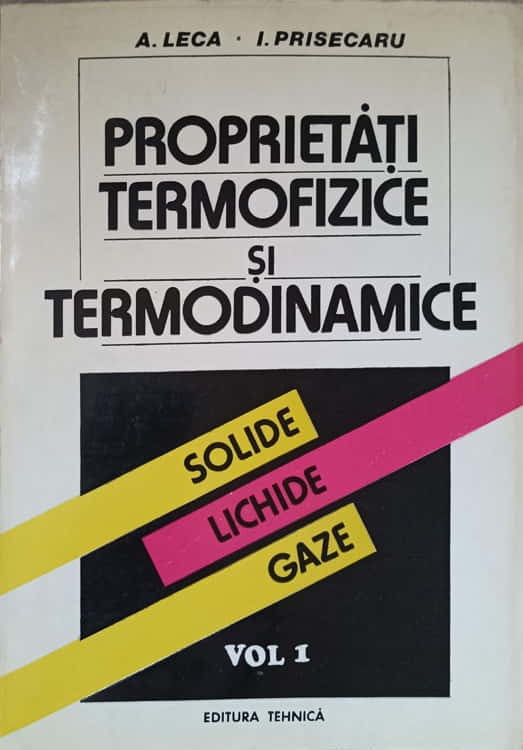 A. LECA · I. PRISECARU
PROPRIETĂȚI
TERMOFIZICE
ȘI
TERMODINAMICE
SOLIDE
LICHIDE
GAZE
VOL 1
EDITURA TEHNICĂ